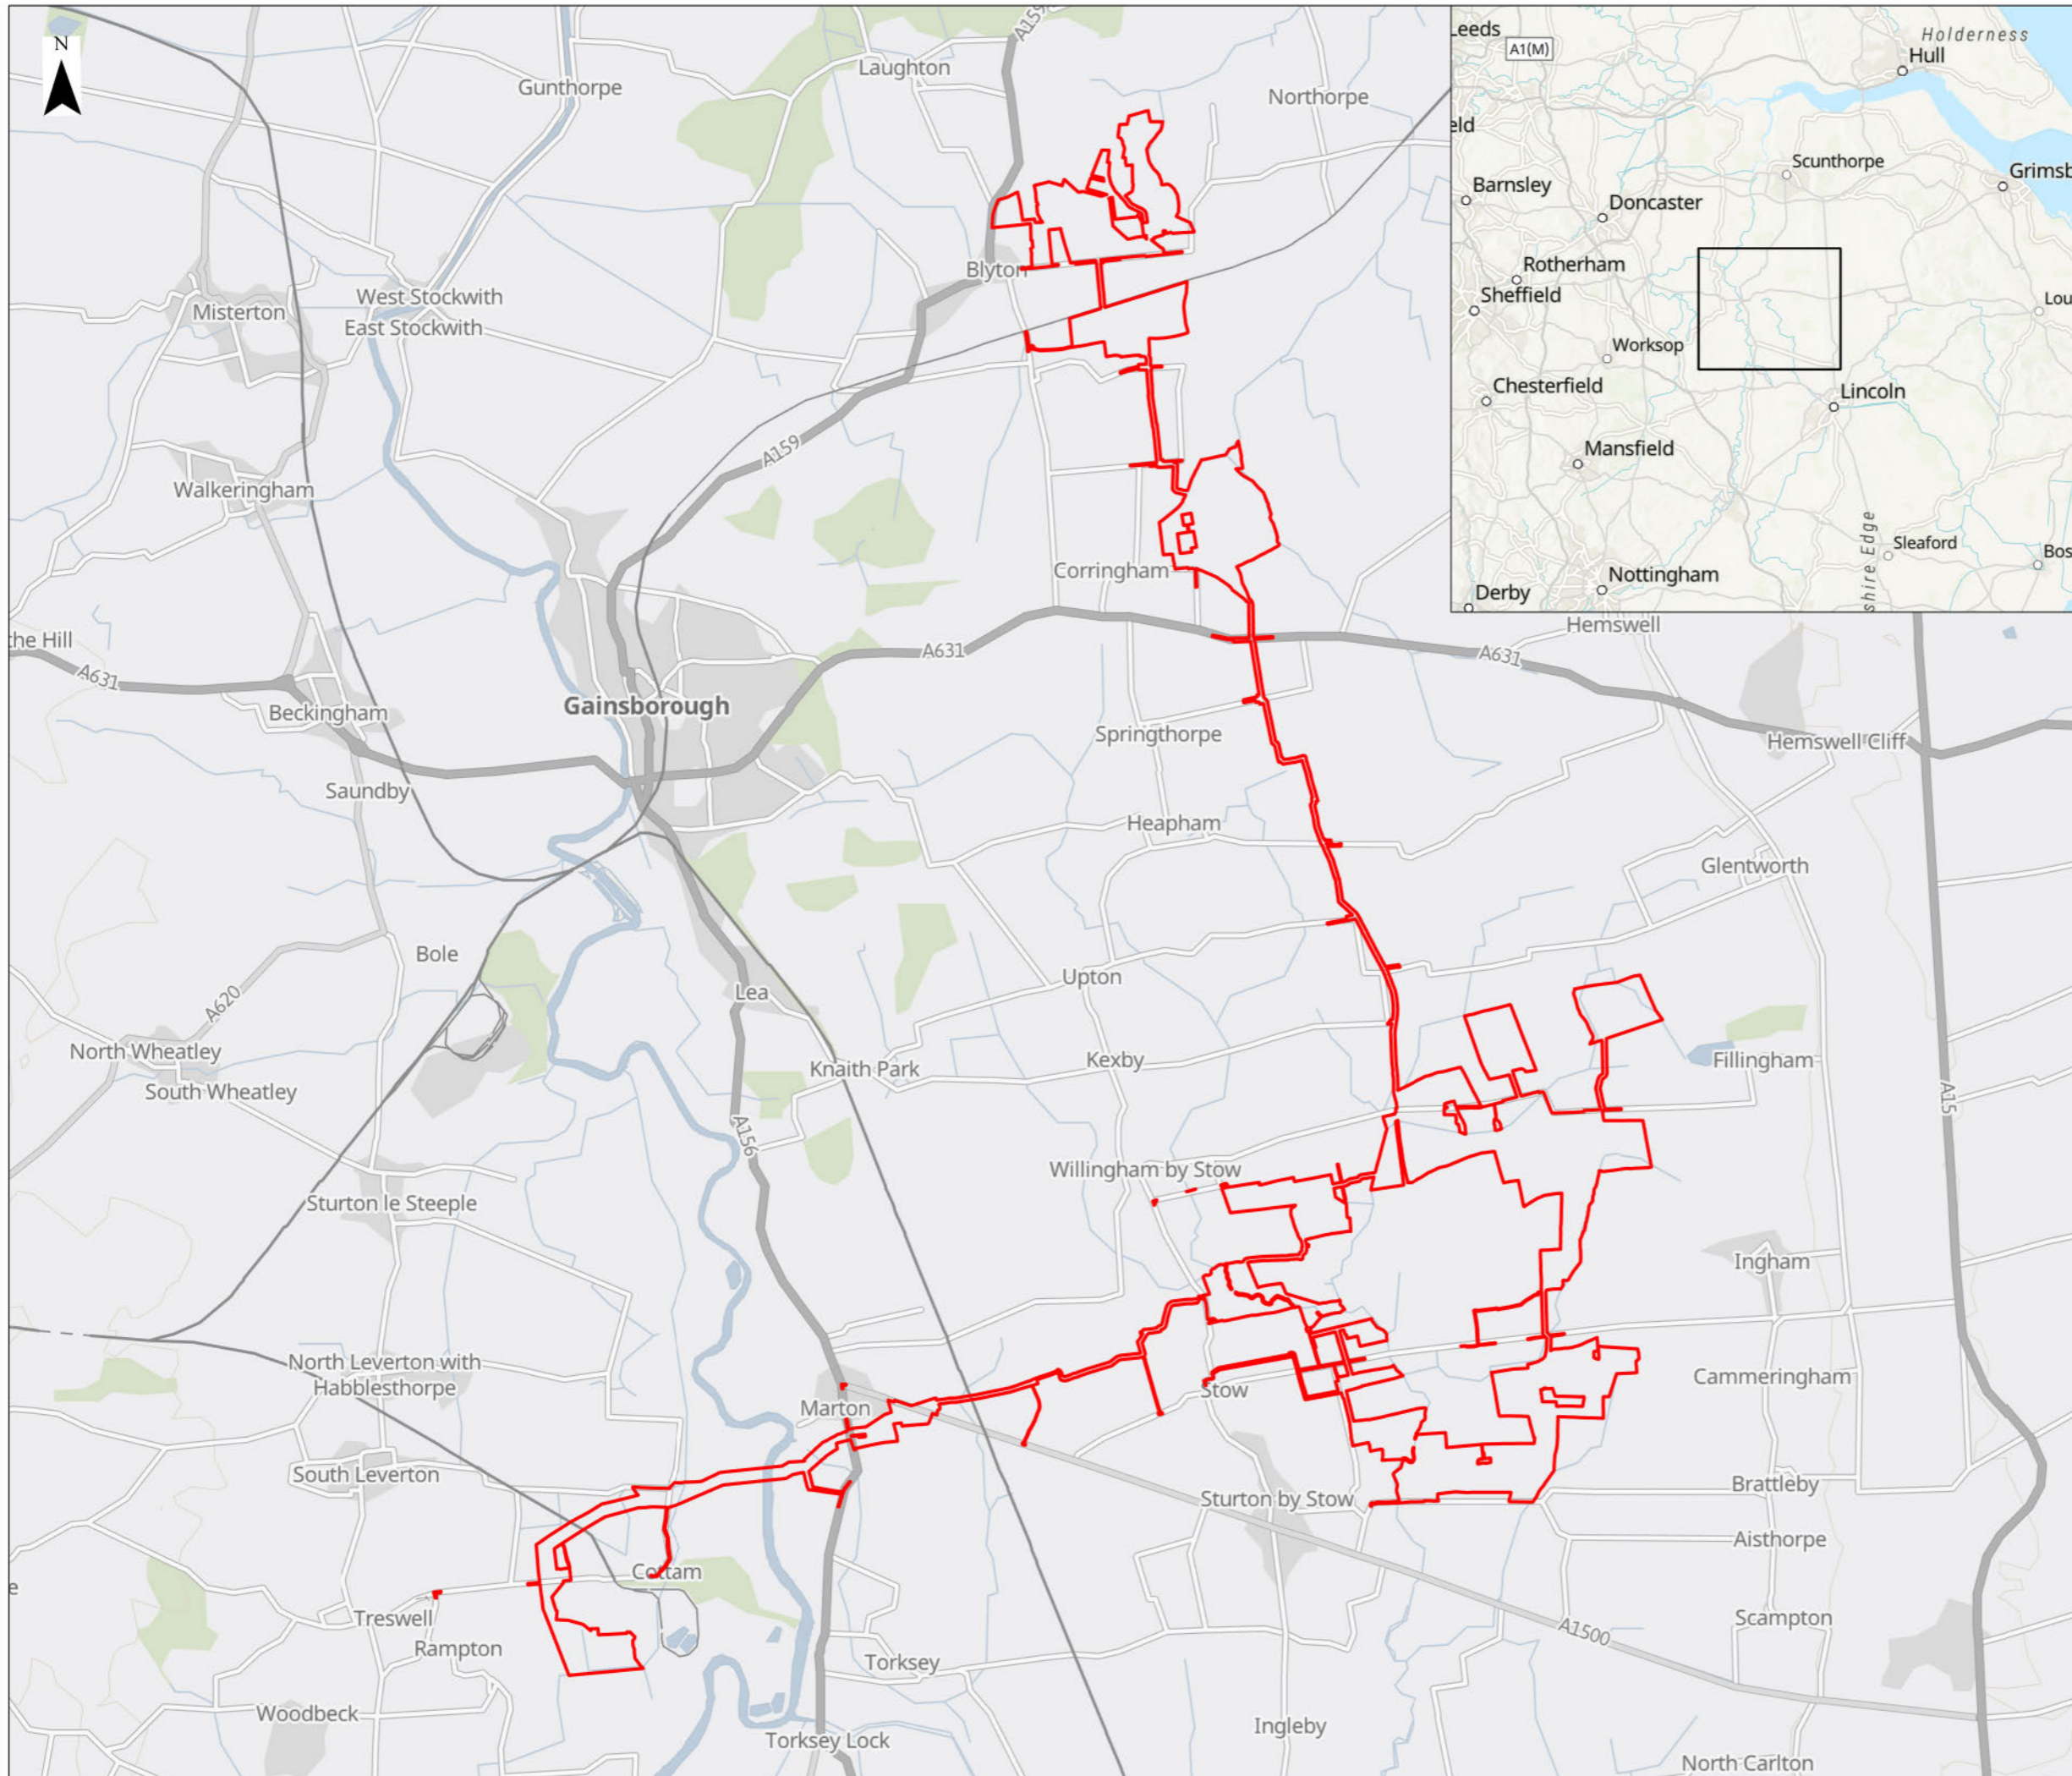 N
Laughton
A159
Gunthorpe
Northorpe
Blyton
West Stockwith
East Stockwith
Misterton
A159
Walkeringham
Corringham
the Hill
A631
A631
A631
Hemswell
Beckingham
Gainsborough
Springthorpe
Hemswell Cliff
Saundby
Heapham
Glentworth
Bole
Upton
Lea
A620
North Wheatley
South Wheatley
Knaith Park
Kexby
Fillingham
A15
A156
Willingham by Stow
Sturton le Steeple
Ingham
North Leverton with
Habblesthorpe
Cammeringham
Stow
Marton
South Leverton
Sturton by Stow
Brattleby
Aisthorpe
Cottam
e
Treswell
Scampton
Rampton
A1500
Torksey
Woodbeck
Ingleby
Torksey Lock
North Carlton
Leeds
A1(M)
Holderness
Hull
eld
Scunthorpe
Grimsb
Barnsley
Doncaster
Rotherham
Sheffield
Lou
Worksop
Chesterfield
Lincoln
Mansfield
shire Edge
Sleaford
Bos
Nottingham
Derby